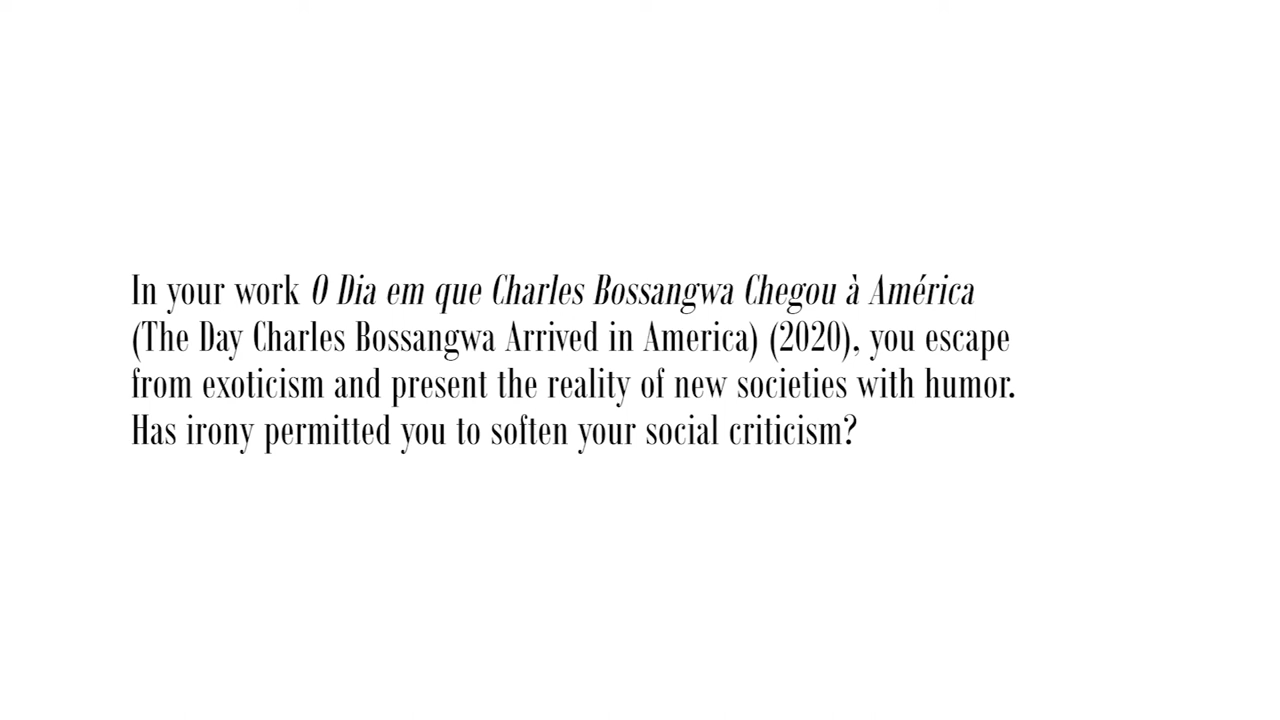 In your work O Dia em que Charles Bossangwa Chegou à América
(The Day Charles Bossangwa Arrived in America) (2020), you escape
from exoticism and present the reality of new societies with humor.
Has irony permitted you to soften your social criticism?